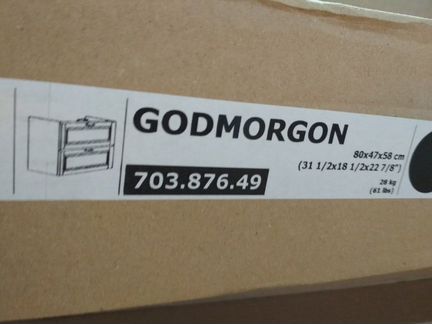 GODMORGON
80x47x58 cm
(31 1/2x18 1/2x22 7/8")
703.876.49
28 kg
(61 lbs)